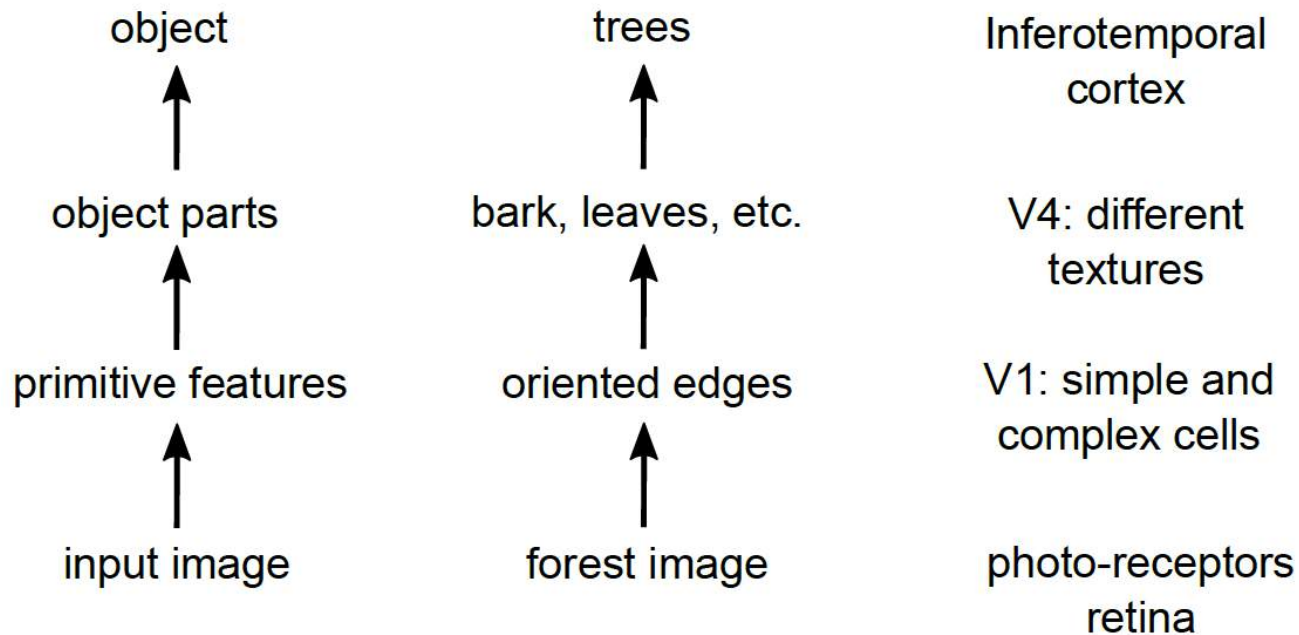 object
trees
Inferotemporal
cortex
object parts
bark, leaves, etc.
V4: different
textures
primitive features
oriented edges
V1: simple and
complex cells
input image
forest image
photo-receptors
retina